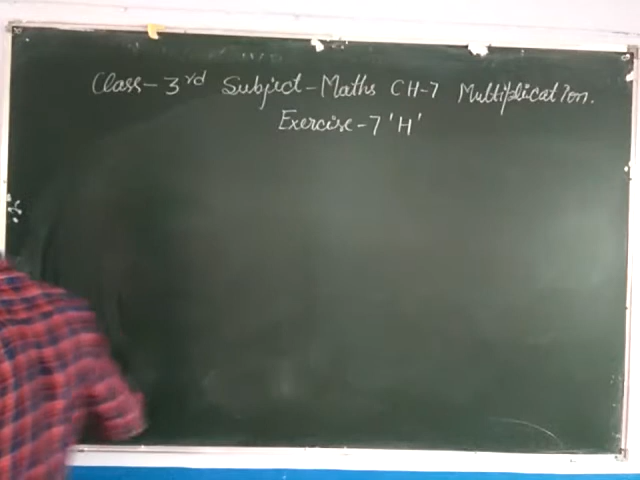 Class-3rd Subject-Maths CH-7 Multiplication.
Exercise-7'H'